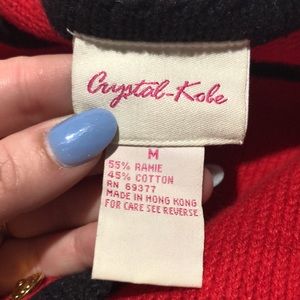 Crystal-Kobe
M
55% RAMIE
45% COTTON
RN 69377
MADE IN HONG KONG
FOR CARE SEE REVERSE